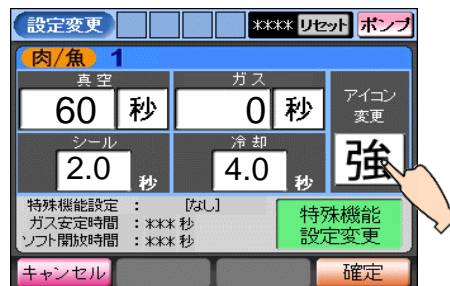 設定変更 **** リセット ポンプ
肉/魚 1
真空 ガス
60 秒 0 秒
アイコン
変更
強
シール 冷却
2.0 秒 4.0 秒
特殊機能設定 : [なし]
ガス安定時間 : *** 秒
ソフト開放時間 : *** 秒
特殊機能
設定変更
キャンセル 確定